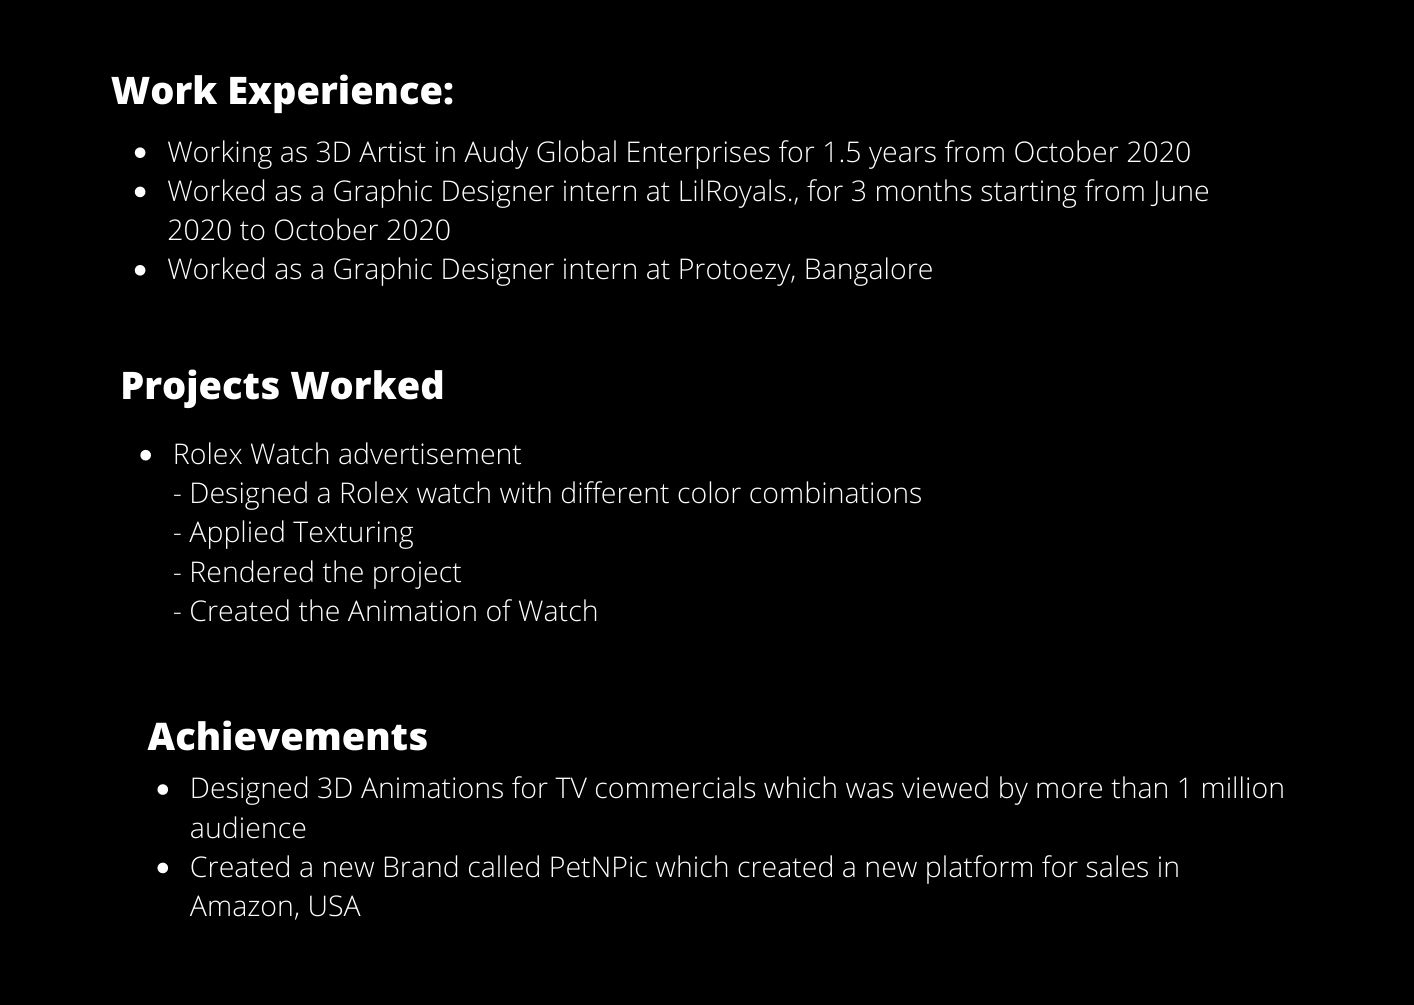 Work Experience:
• Working as 3D Artist in Audy Global Enterprises for 1.5 years from October 2020
• Worked as a Graphic Designer intern at LilRoyals., for 3 months starting from June
2020 to October 2020
• Worked as a Graphic Designer intern at Protoezy, Bangalore
Projects Worked
• Rolex Watch advertisement
- Designed a Rolex watch with different color combinations
- Applied Texturing
- Rendered the project
- Created the Animation of Watch
Achievements
• Designed 3D Animations for TV commercials which was viewed by more than 1 million
audience
• Created a new Brand called PetNPic which created a new platform for sales in
Amazon, USA